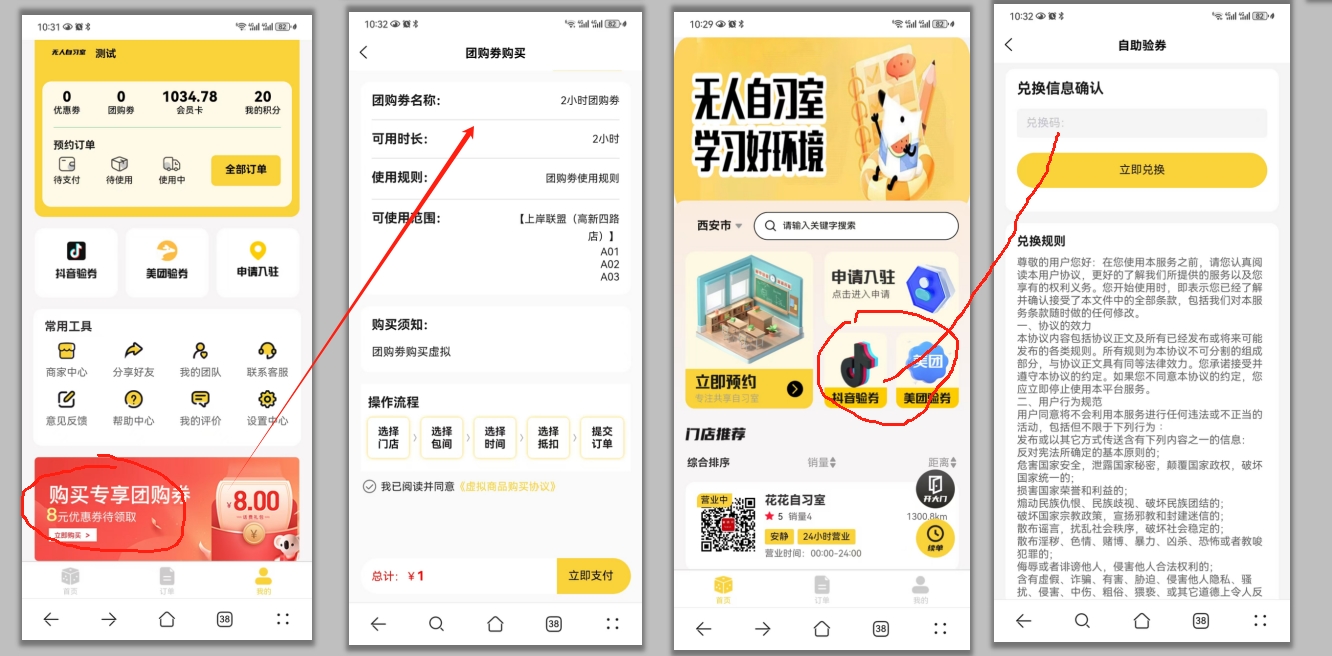 10:31
82
无人自习室 测试
0 0 1034.78 20
优惠券 团购券 会员卡 我的积分
预约订单
待支付 待使用 使用中 全部订单
抖音验券 美团验券 申请入驻
常用工具
商家中心 分享好友 我的团队 联系客服
意见反馈 帮助中心 我的评价 设置中心
购买专享团购券
8元优惠券待领取
立即购买 >
¥8.00
首页 订单 我的
38
10:32
82
团购券购买
团购券名称: 2小时团购券
可用时长: 2小时
使用规则: 团购券使用规则
可使用范围: 【上岸联盟（高新四路
店）】
A01
A02
A03
购买须知:
团购券购买虚拟
操作流程
选择 选择 选择 选择 提交
门店 包间 时间 抵扣 订单
我已阅读并同意《虚拟商品购买协议》
总计: ¥1 立即支付
38
10:29
82
无人自习室
学习好环境
西安市 请输入关键字搜索
申请入驻
点击进入申请
美团
立即预约
专注共享自习室
抖音验券 美团验券
门店推荐
综合排序 销量 距离
开大门
营业中 花花自习室
5 销量4 1300.8km
安静 24小时营业
续单
营业时间: 00:00-24:00
首页 订单 我的
38
10:32
82
自助验券
兑换信息确认
兑换码:
立即兑换
兑换规则
尊敬的用户您好: 在您使用本服务之前，请您认真阅
读本用户协议，更好的了解我们所提供的服务以及您
享有的权利义务。您开始使用时，即表示您已经了解
并确认接受了本文件中的全部条款，包括我们对本服
务条款随时做的任何修改。
一、协议的效力
本协议内容包括协议正文及所有已经发布或将来可能
发布的各类规则。所有规则为本协议不可分割的组成
部分，与协议正文具有同等法律效力。您承诺接受并
遵守本协议的约定。如果您不同意本协议的约定，您
应立即停止使用本平台服务。
二、用户行为规范
用户同意将不会利用本服务进行任何违法或不正当的
活动，包括但不限于下列行为：
发布或以其它方式传送含有下列内容之一的信息:
反对宪法所确定的基本原则的;
危害国家安全，泄露国家秘密，颠覆国家政权，破坏
国家统一的;
损害国家荣誉和利益的;
煽动民族仇恨、民族歧视、破坏民族团结的;
破坏国家宗教政策，宣扬邪教和封建迷信的;
散布谣言，扰乱社会秩序，破坏社会稳定的;
散布淫秽、色情、赌博、暴力、凶杀、恐怖或者教唆
犯罪的;
侮辱或者诽谤他人，侵害他人合法权利的;
含有虚假、诈骗、有害、胁迫、侵害他人隐私、骚
扰、侵害、中伤、粗俗、猥亵、或其它道德上令人反
38